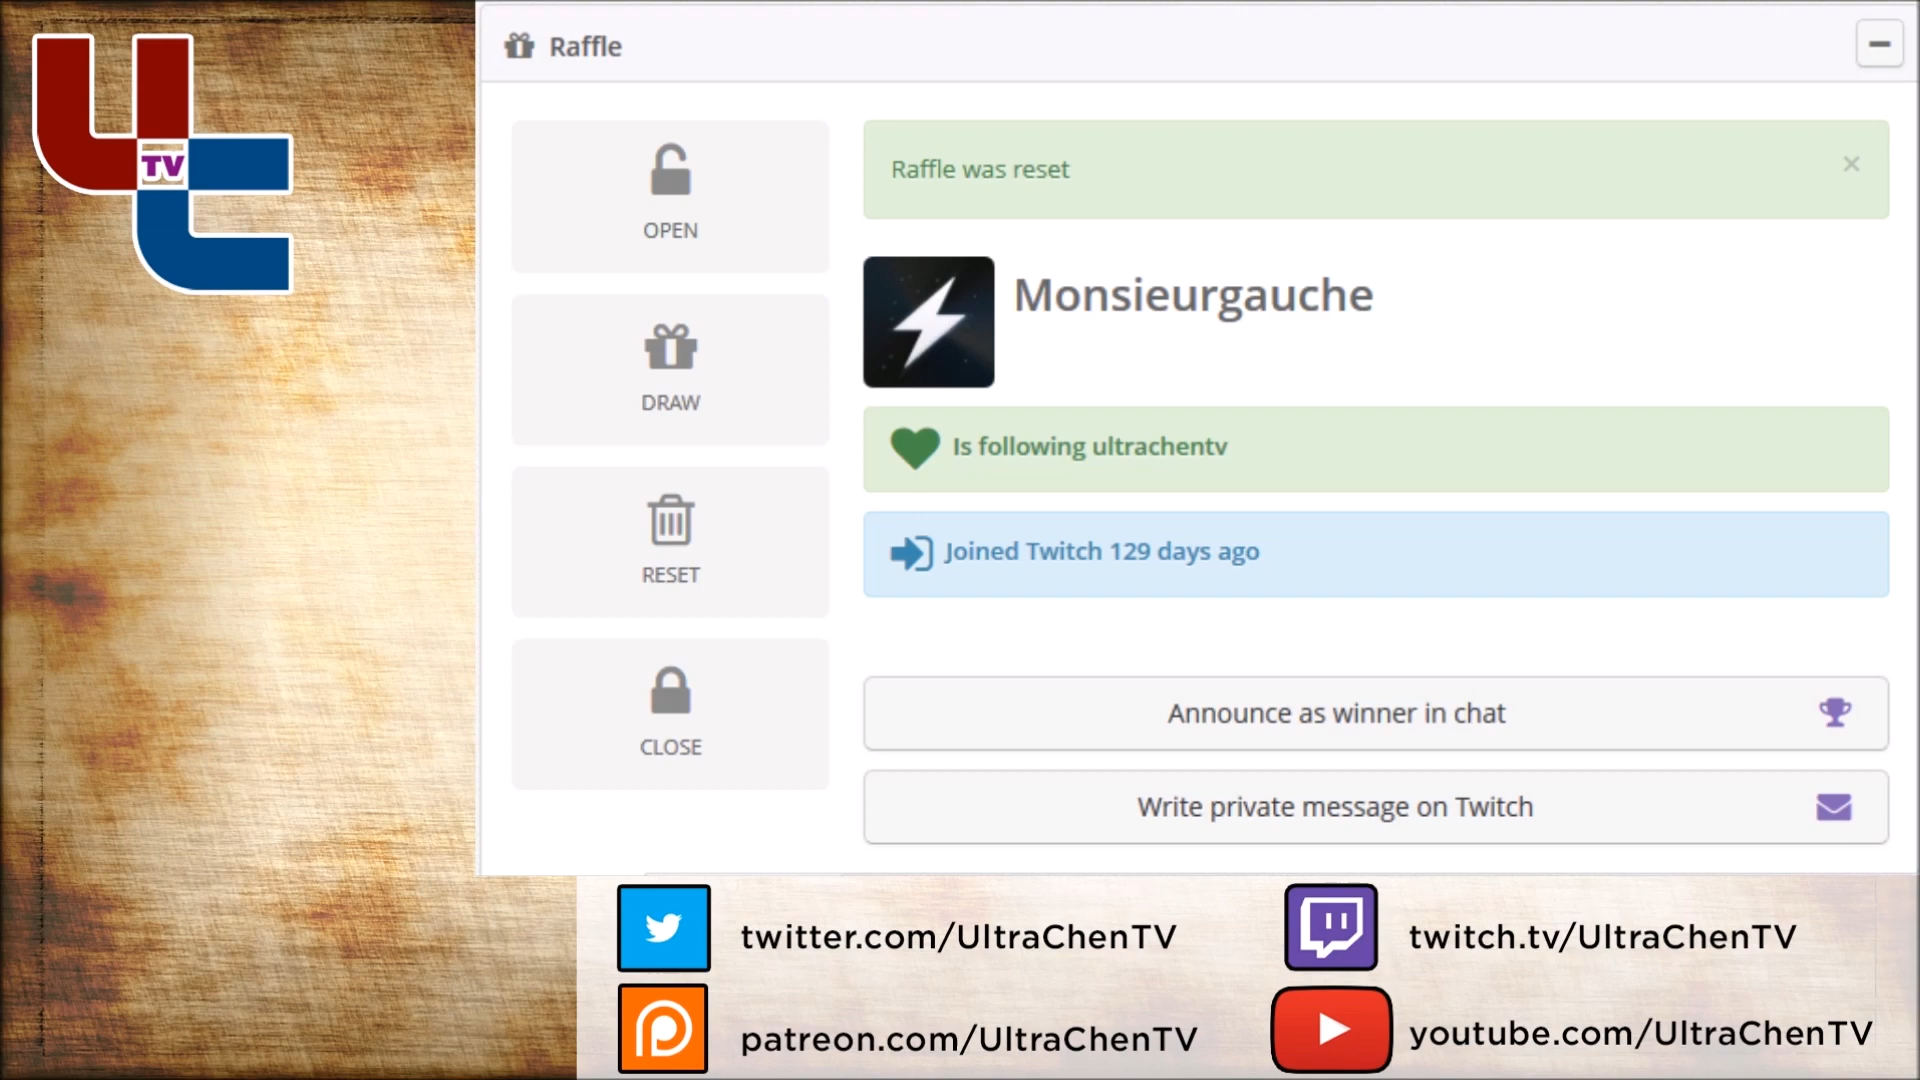 TV
Raffle
OPEN
DRAW
RESET
CLOSE
Raffle was reset
Monsieurgauche
Is following ultrachentv
Joined Twitch 129 days ago
Announce as winner in chat
Write private message on Twitch
twitter.com/UltraChenTV
twitch.tv/UltraChenTV
patreon.com/UltraChenTV
youtube.com/UltraChenTV